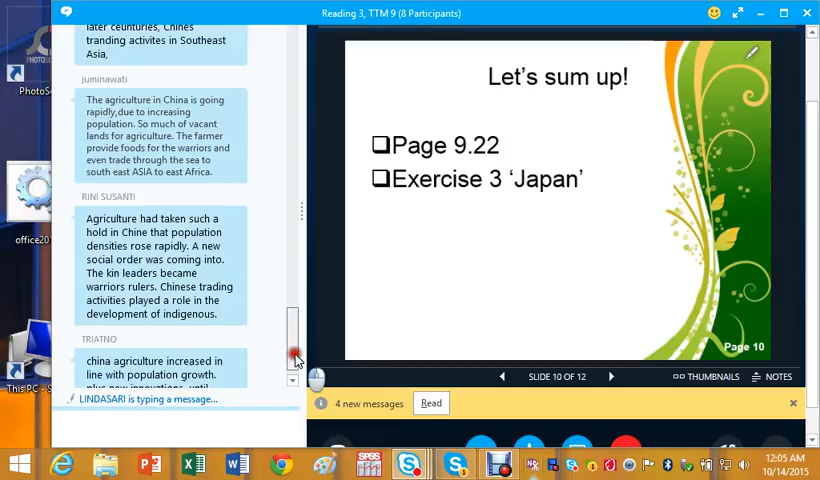 Reading 3, TTM 9 (8 Participants)
later ceunturies, Chines
tranding activites in Southeast
Asia,
juminawati
The agriculture in China is going
rapidly,due to increasing
population. So much of vacant
lands for agriculture. The farmer
provide foods for the warriors and
even trade through the sea to
south east ASIA to east Africa.
RINI SUSANTI
Agriculture had taken such a
hold in Chine that population
densities rose rapidly. A new
social order was coming into.
The kin leaders became
warriors rulers. Chinese trading
activities played a role in the
development of indigenous.
TRIATNO
china agriculture increased in
line with population growth.
plus new innovations, until
LINDASARI is typing a message...
Let's sum up!
Page 9.22
Exercise 3 'Japan'
Page 10
SLIDE 10 OF 12
THUMBNAILS
NOTES
4 new messages
Read
PhotoSc
office20
This PC - S
SPSS
12:05 AM
10/14/2015